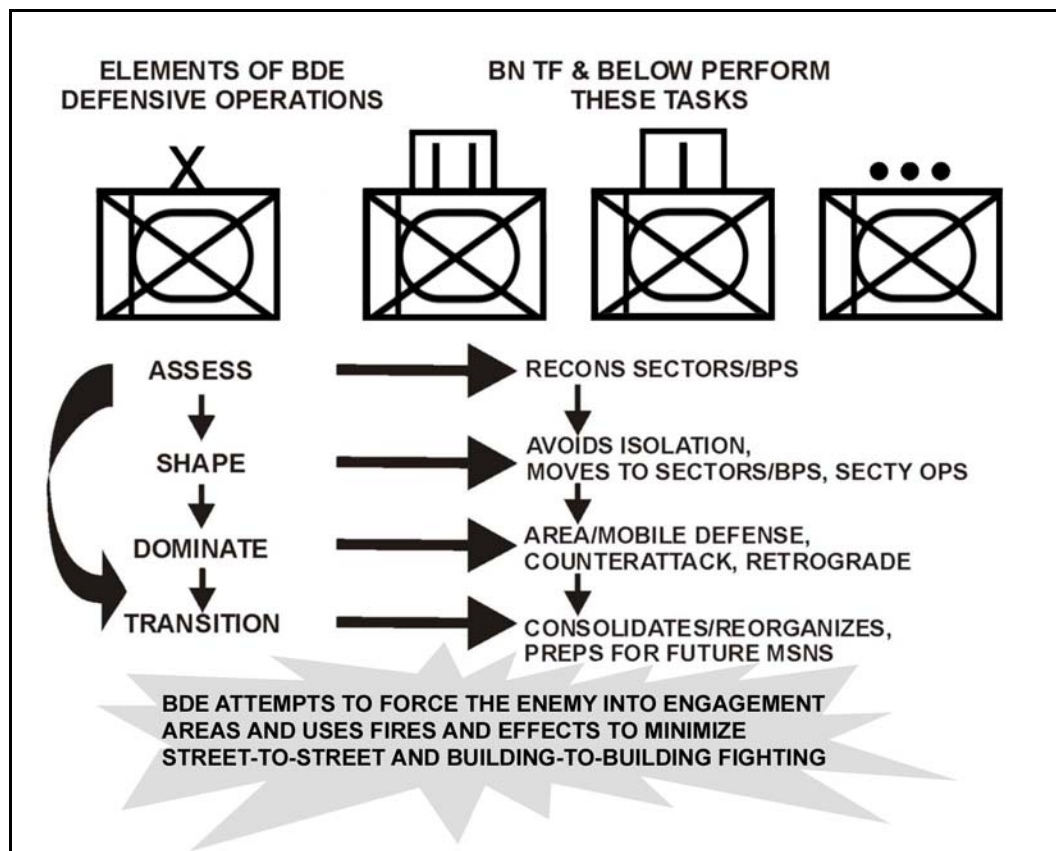 ELEMENTS OF BDE
DEFENSIVE OPERATIONS
BN TF & BELOW PERFORM
THESE TASKS
ASSESS
RECONS SECTORS/BPS
SHAPE
AVOIDS ISOLATION,
MOVES TO SECTORS/BPS, SECTY OPS
DOMINATE
AREA/MOBILE DEFENSE,
COUNTERATTACK, RETROGRADE
TRANSITION
CONSOLIDATES/REORGANIZES,
PREPS FOR FUTURE MSNS
BDE ATTEMPTS TO FORCE THE ENEMY INTO ENGAGEMENT
AREAS AND USES FIRES AND EFFECTS TO MINIMIZE
STREET-TO-STREET AND BUILDING-TO-BUILDING FIGHTING